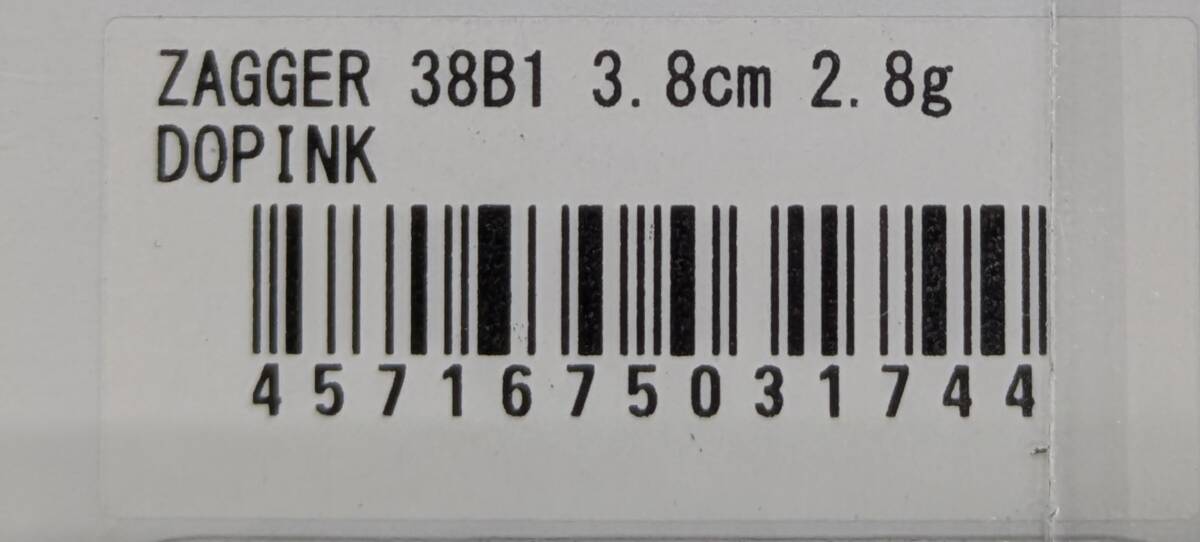 ZAGGER 38B1 3.8cm 2.8g
DOPINK
4571675031744